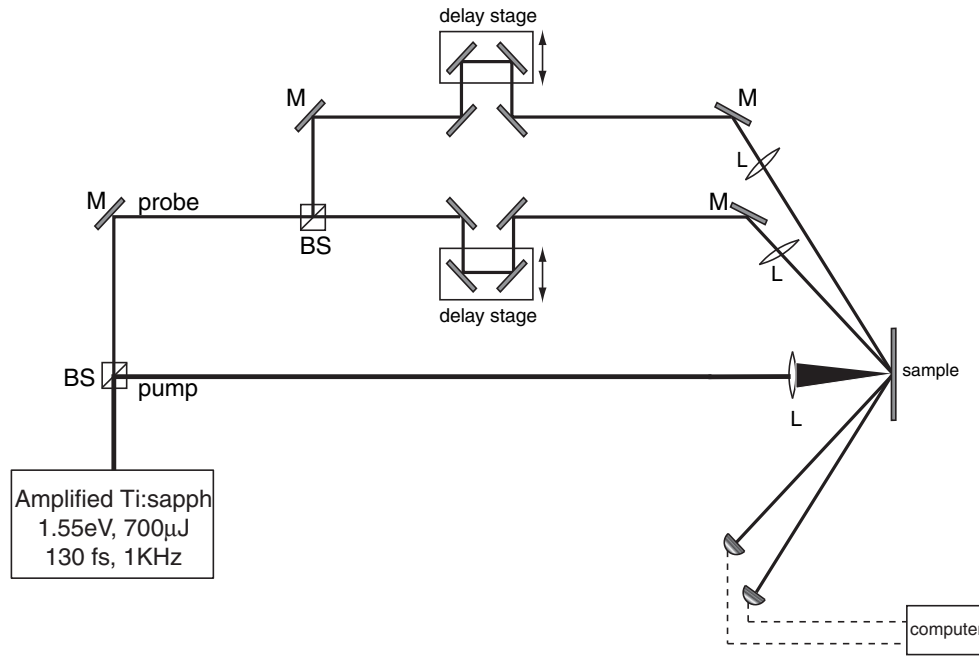 delay stage
M
M
L
M
probe
M
BS
L
delay stage
BS
pump
sample
L
Amplified Ti:sapph
1.55eV, 700μJ
130 fs, 1KHz
computer